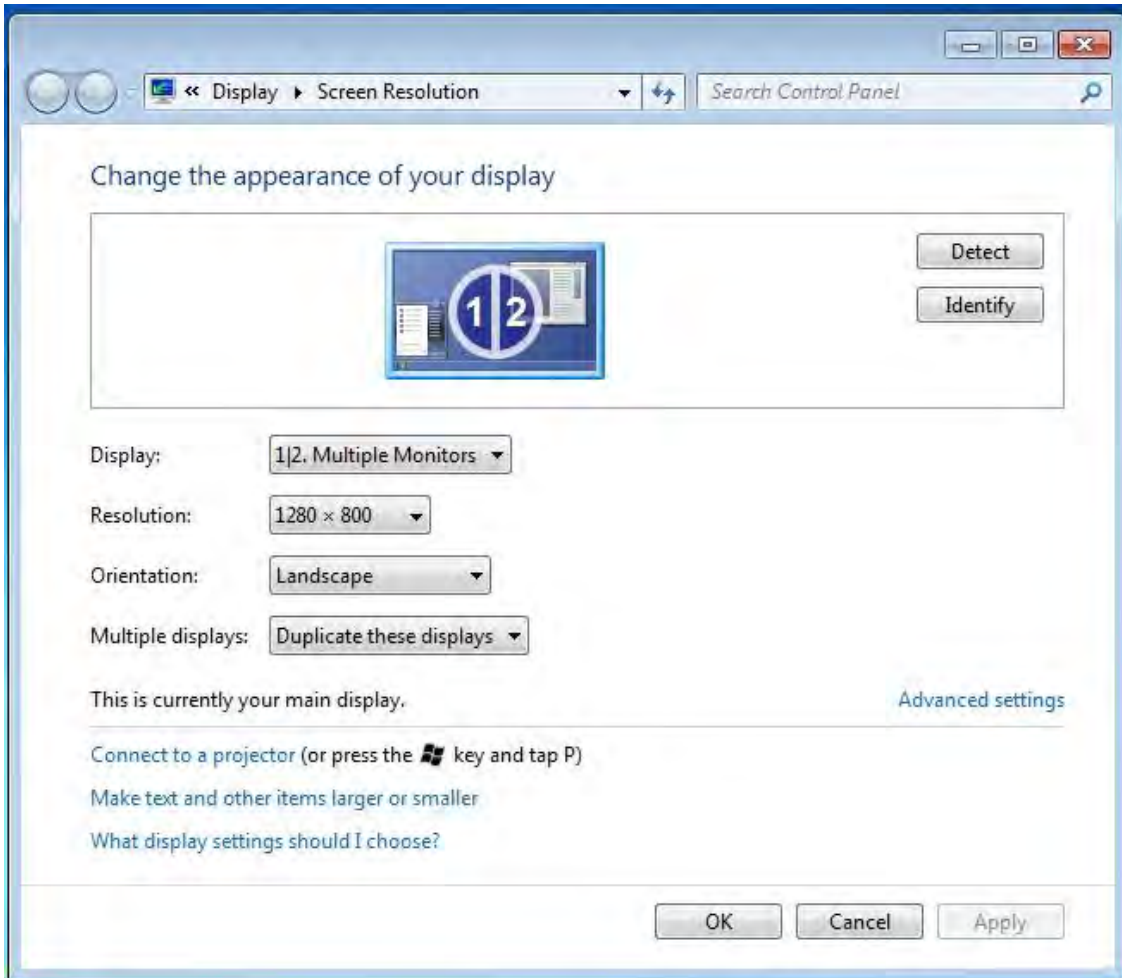 « Display ▸ Screen Resolution
Search Control Panel
Change the appearance of your display
1 2
Detect
Identify
Display: 1|2. Multiple Monitors
Resolution: 1280 × 800
Orientation: Landscape
Multiple displays: Duplicate these displays
This is currently your main display. Advanced settings
Connect to a projector (or press the key and tap P)
Make text and other items larger or smaller
What display settings should I choose?
OK Cancel Apply